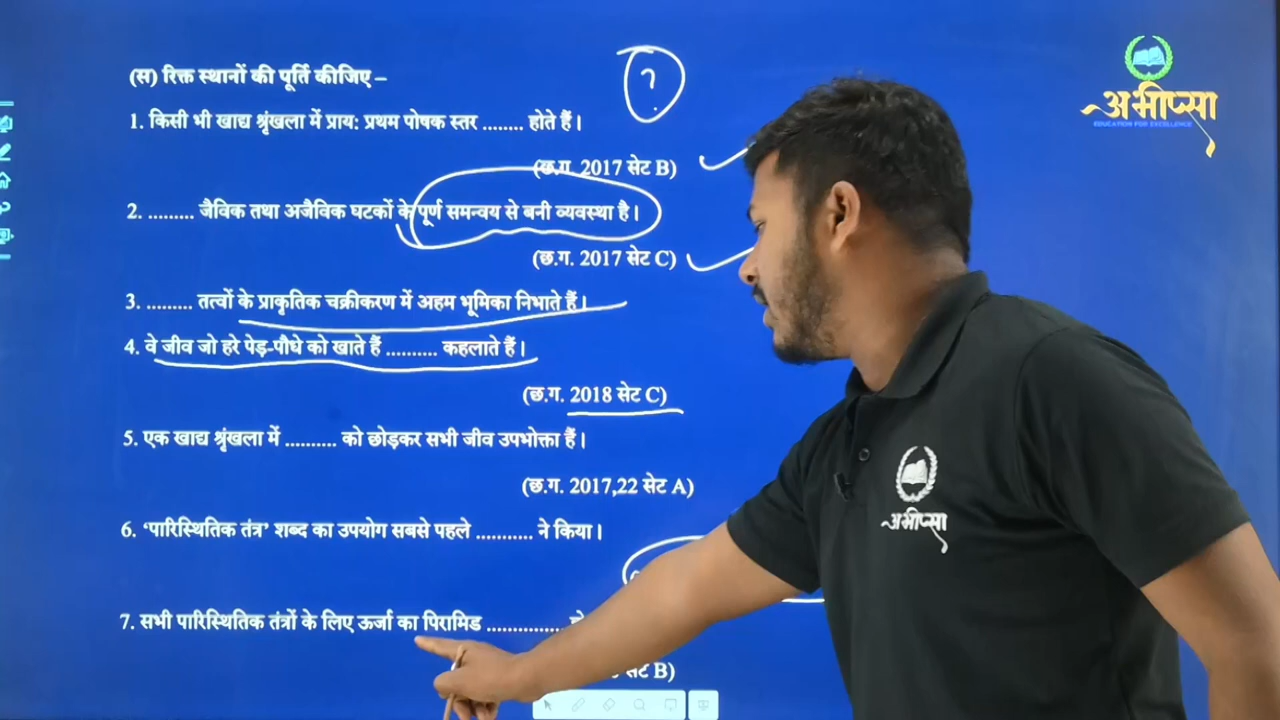 (स) रिक्त स्थानों की पूर्ति कीजिए –
?
1. किसी भी खाद्य श्रृंखला में प्राय: प्रथम पोषक स्तर ........ होते हैं।
(छ.ग. 2017 सेट B)
2. ......... जैविक तथा अजैविक घटकों के पूर्ण समन्वय से बनी व्यवस्था है।
(छ.ग. 2017 सेट C)
3. ......... तत्वों के प्राकृतिक चक्रीकरण में अहम भूमिका निभाते हैं।
4. वे जीव जो हरे पेड़-पौधे को खाते हैं .......... कहलाते हैं।
(छ.ग. 2018 सेट C)
5. एक खाद्य श्रृंखला में .......... को छोड़कर सभी जीव उपभोक्ता हैं।
(छ.ग. 2017,22 सेट A)
6. ‘पारिस्थितिक तंत्र’ शब्द का उपयोग सबसे पहले ........... ने किया।
7. सभी पारिस्थितिक तंत्रों के लिए ऊर्जा का पिरामिड ...............
सेट B)
अभीप्सा
EDUCATION FOR EXCELLENCE
अभीप्सा